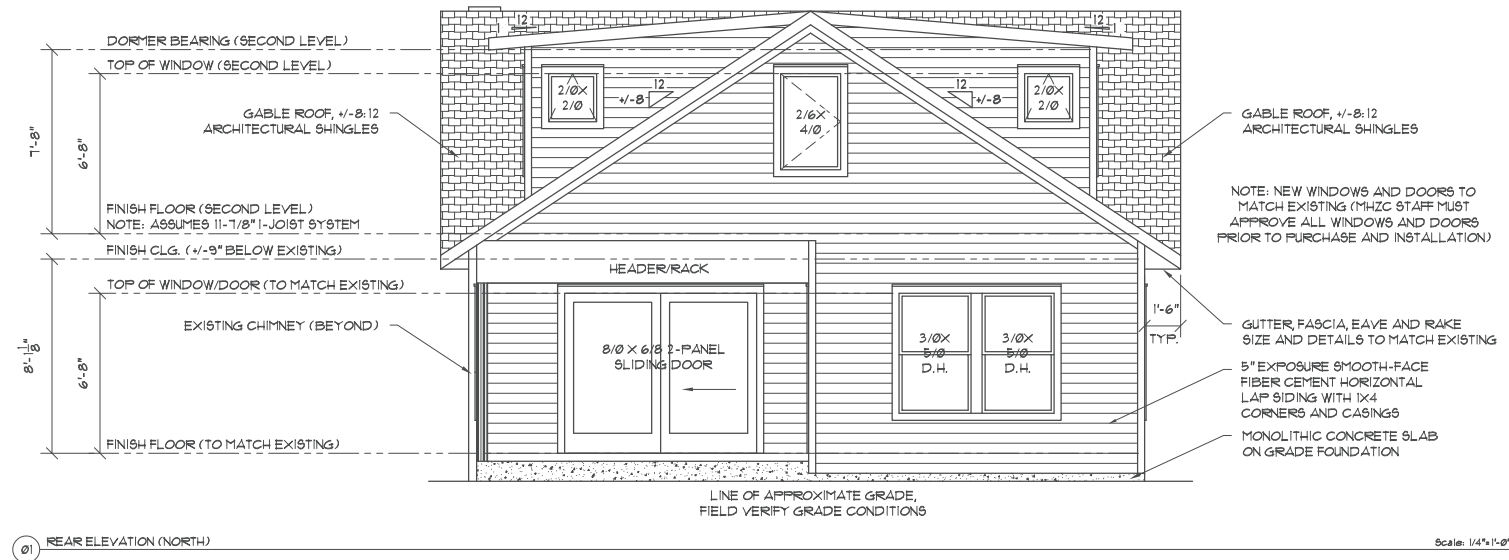 12
12
DORMER BEARING (SECOND LEVEL)
TOP OF WINDOW (SECOND LEVEL)
2/0X
2/0
12
+/-8
2/6X
4/0
12
+/-8
2/0X
2/0
GABLE ROOF, +/-8:12
ARCHITECTURAL SHINGLES
GABLE ROOF, +/-8:12
ARCHITECTURAL SHINGLES
7'-8"
6'-8"
NOTE: NEW WINDOWS AND DOORS TO
MATCH EXISTING (MHZC STAFF MUST
APPROVE ALL WINDOWS AND DOORS
PRIOR TO PURCHASE AND INSTALLATION)
FINISH FLOOR (SECOND LEVEL)
NOTE: ASSUMES 11-7/8" I-JOIST SYSTEM
FINISH CLG. (+/-9" BELOW EXISTING)
HEADER/RACK
TOP OF WINDOW/DOOR (TO MATCH EXISTING)
EXISTING CHIMNEY (BEYOND)
8'-1 1/8"
6'-8"
8/0 X 6/8 2-PANEL
SLIDING DOOR
3/0X
5/0
D.H.
3/0X
5/0
D.H.
1'-6"
TYP.
GUTTER, FASCIA, EAVE AND RAKE
SIZE AND DETAILS TO MATCH EXISTING
5" EXPOSURE SMOOTH-FACE
FIBER CEMENT HORIZONTAL
LAP SIDING WITH 1X4
CORNERS AND CASINGS
FINISH FLOOR (TO MATCH EXISTING)
MONOLITHIC CONCRETE SLAB
ON GRADE FOUNDATION
LINE OF APPROXIMATE GRADE,
FIELD VERIFY GRADE CONDITIONS
01 REAR ELEVATION (NORTH)
Scale: 1/4"=1'-0"